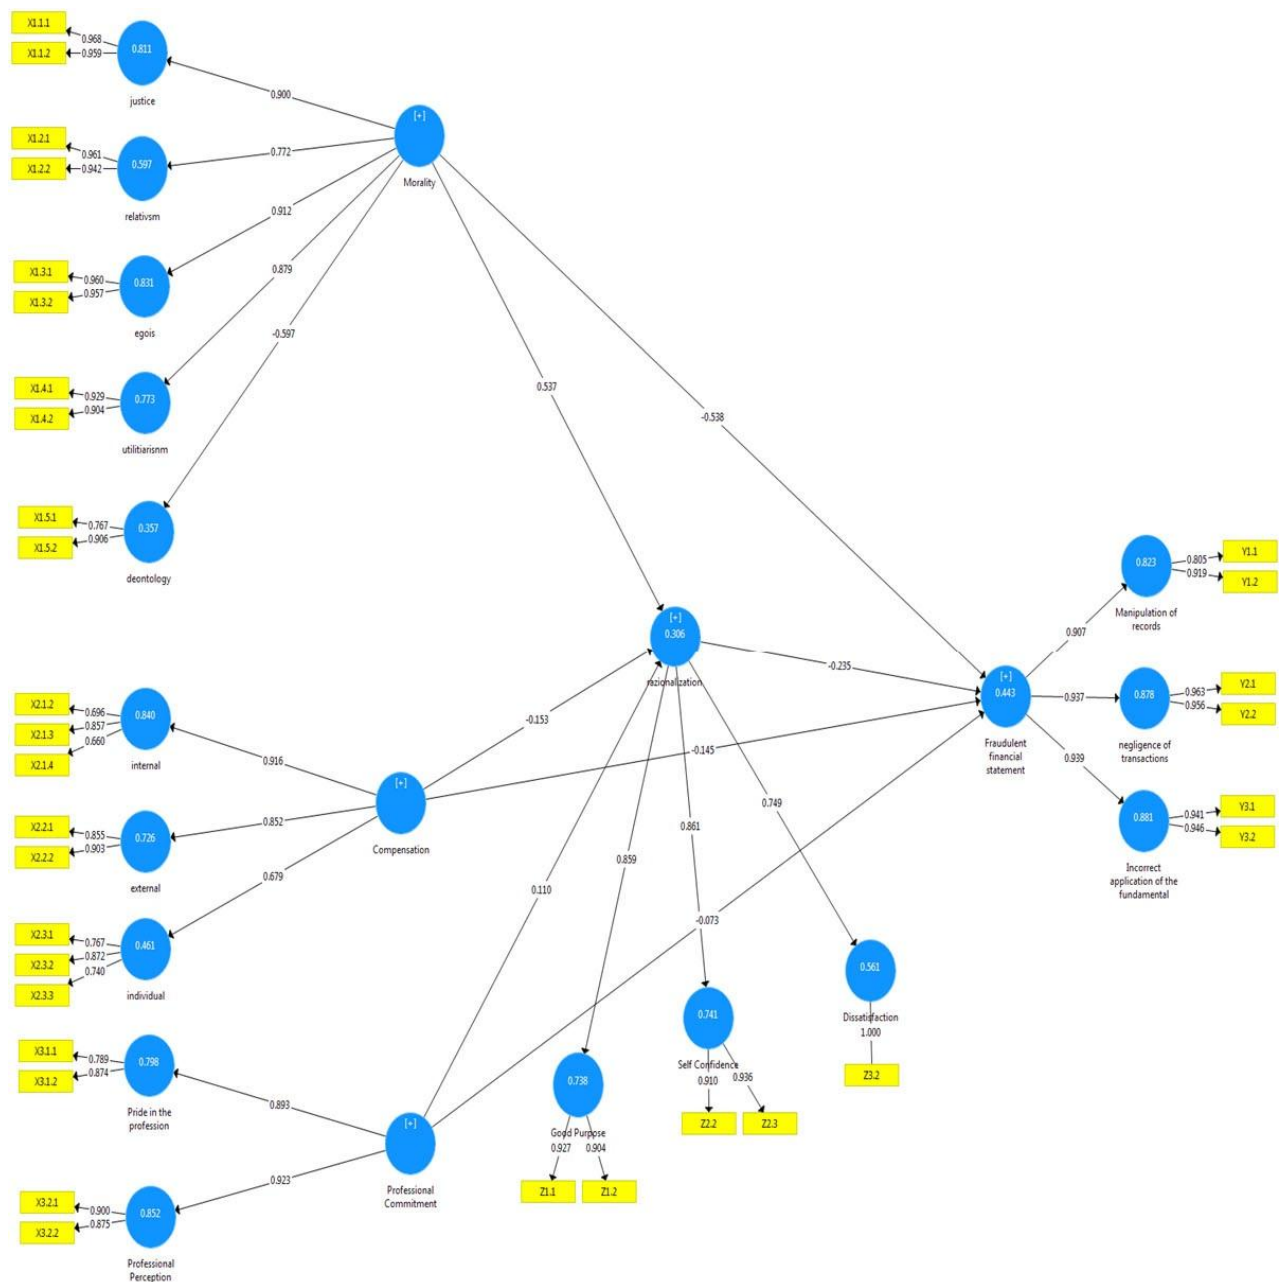 X1.1.1
0.968
X1.1.2
0.959
0.811
justice
0.900
[+]
Morality
X1.2.1
0.961
X1.2.2
0.942
0.597
relativsm
0.772
X1.3.1
0.960
X1.3.2
0.957
0.831
egois
0.912
X1.4.1
0.929
X1.4.2
0.904
0.773
utilitiarisnm
0.879
X1.5.1
0.767
X1.5.2
0.906
0.357
deontology
-0.597
0.537
-0.538
[+]
0.306
razionalization
-0.235
[+]
0.443
Fraudulent
financial
statement
0.907
0.823
Manipulation of
records
0.805
Y1.1
0.919
Y1.2
0.937
0.878
negligence of
transactions
0.963
Y2.1
0.956
Y2.2
0.939
0.881
Incorrect
application of the
fundamental
0.941
Y3.1
0.946
Y3.2
X2.1.2
0.696
X2.1.3
0.857
X2.1.4
0.660
0.840
internal
0.916
[+]
Compensation
-0.153
-0.145
X2.2.1
0.855
X2.2.2
0.903
0.726
external
0.852
X2.3.1
0.767
X2.3.2
0.872
X2.3.3
0.740
0.461
individual
0.679
X3.1.1
0.789
X3.1.2
0.874
0.798
Pride in the
profession
0.893
[+]
Professional
Commitment
0.110
-0.073
X3.2.1
0.900
X3.2.2
0.875
0.852
Professional
Perception
0.923
0.859
0.738
Good Purpose
0.927
0.904
Z1.1
Z1.2
0.861
0.741
Self Confidence
0.910
0.936
Z2.2
Z2.3
0.749
0.561
Dissatisfaction
1.000
Z3.2